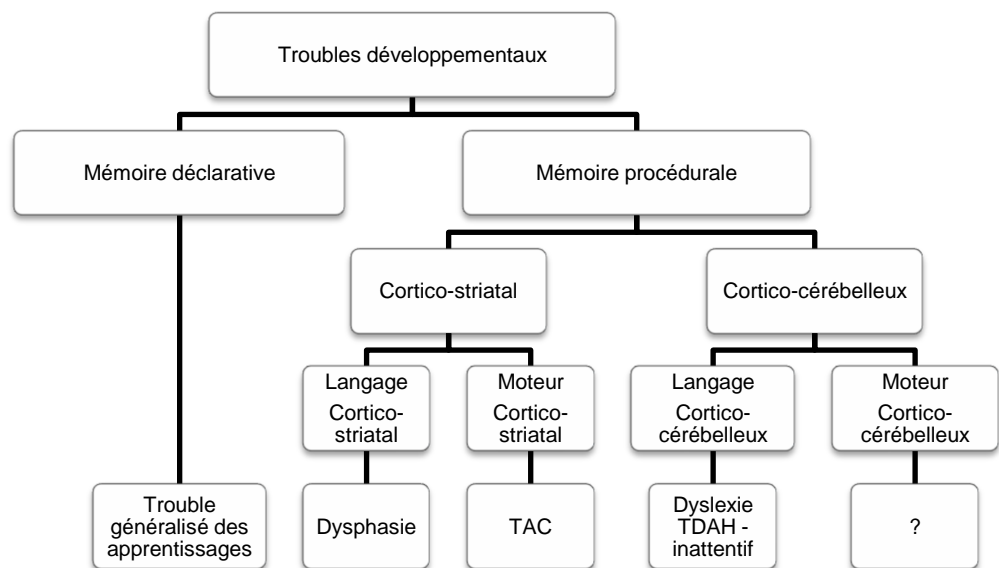 Troubles développementaux
Mémoire déclarative
Mémoire procédurale
Cortico-striatal
Cortico-cérébelleux
Langage
Cortico-
striatal
Moteur
Cortico-
striatal
Langage
Cortico-
cérébelleux
Moteur
Cortico-
cérébelleux
Trouble
généralisé des
apprentissages
Dysphasie
TAC
Dyslexie
TDAH -
inattentif
?